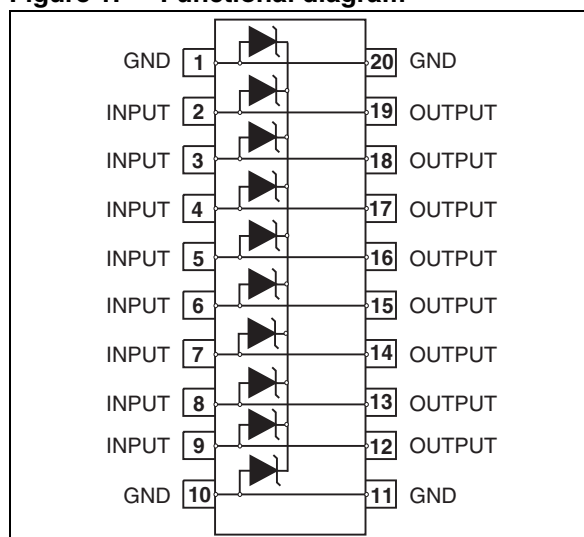 GND 1 20 GND
INPUT 2 19 OUTPUT
INPUT 3 18 OUTPUT
INPUT 4 17 OUTPUT
INPUT 5 16 OUTPUT
INPUT 6 15 OUTPUT
INPUT 7 14 OUTPUT
INPUT 8 13 OUTPUT
INPUT 9 12 OUTPUT
GND 10 11 GND